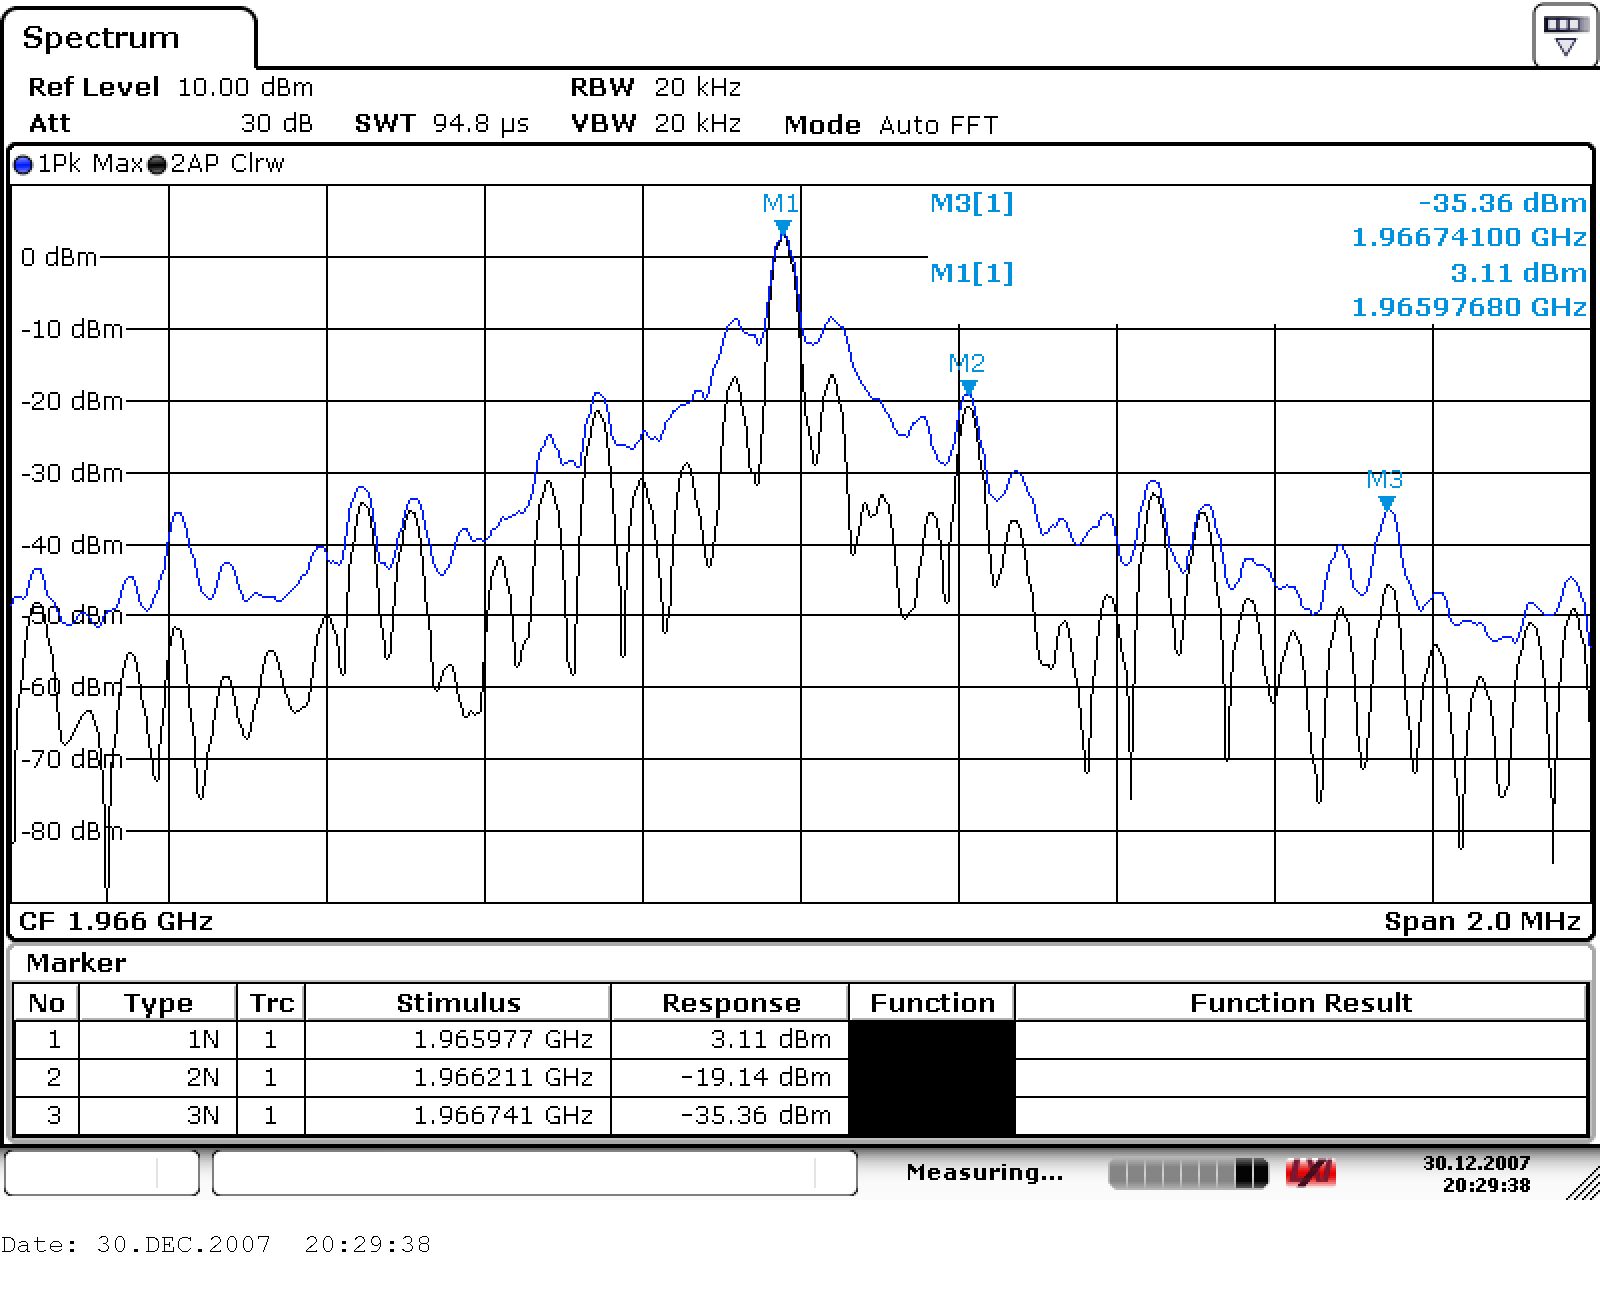 Spectrum
Ref Level 10.00 dBm RBW 20 kHz
Att 30 dB SWT 94.8 µs VBW 20 kHz Mode Auto FFT
1Pk Max 2AP Clrw
M1 M3[1] -35.36 dBm
1.96674100 GHz
0 dBm
M1[1] 3.11 dBm
1.96597680 GHz
-10 dBm
M2
-20 dBm
-30 dBm
M3
-40 dBm
-50 dBm
-60 dBm
-70 dBm
-80 dBm
CF 1.966 GHz Span 2.0 MHz
Marker
No Type Trc Stimulus Response Function Function Result
1 1N 1 1.965977 GHz 3.11 dBm
2 2N 1 1.966211 GHz -19.14 dBm
3 3N 1 1.966741 GHz -35.36 dBm
Measuring... LXI 30.12.2007
20:29:38
Date: 30.DEC.2007 20:29:38